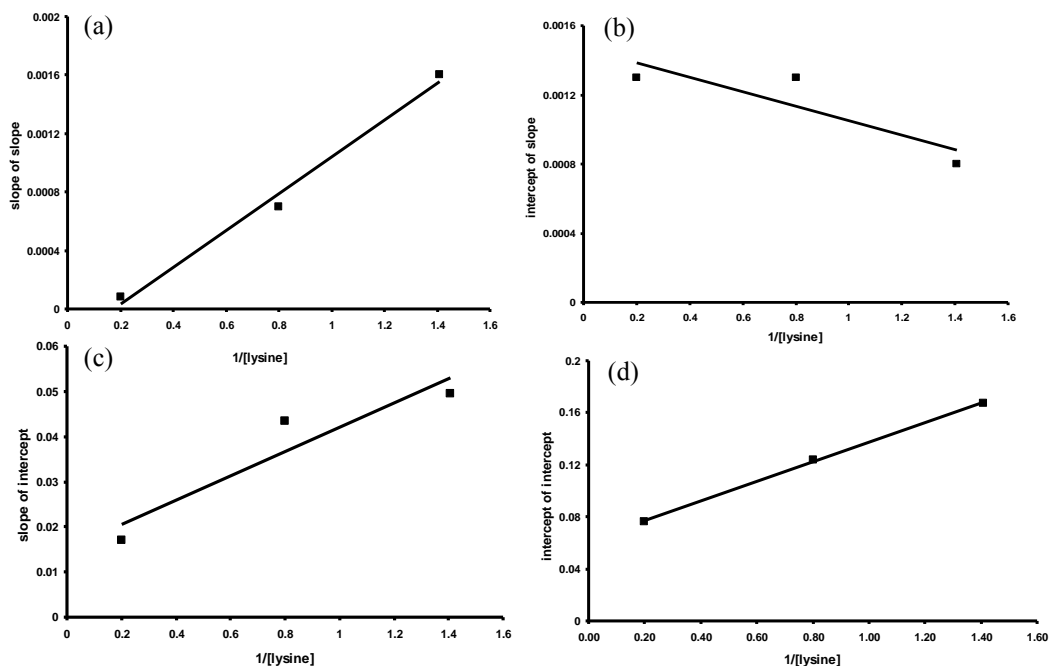 (a)
slope of slope
0.002
0.0016
0.0012
0.0008
0.0004
0
0 0.2 0.4 0.6 0.8 1 1.2 1.4 1.6
1/[lysine]
(b)
intercept of slope
0.0016
0.0012
0.0008
0.0004
0
0 0.2 0.4 0.6 0.8 1 1.2 1.4 1.6
1/[lysine]
(c)
slope of intercept
0.06
0.05
0.04
0.03
0.02
0.01
0
0 0.2 0.4 0.6 0.8 1 1.2 1.4 1.6
1/[lysine]
(d)
intercept of intercept
0.2
0.16
0.12
0.08
0.04
0
0.00 0.20 0.40 0.60 0.80 1.00 1.20 1.40 1.60
1/[lysine]